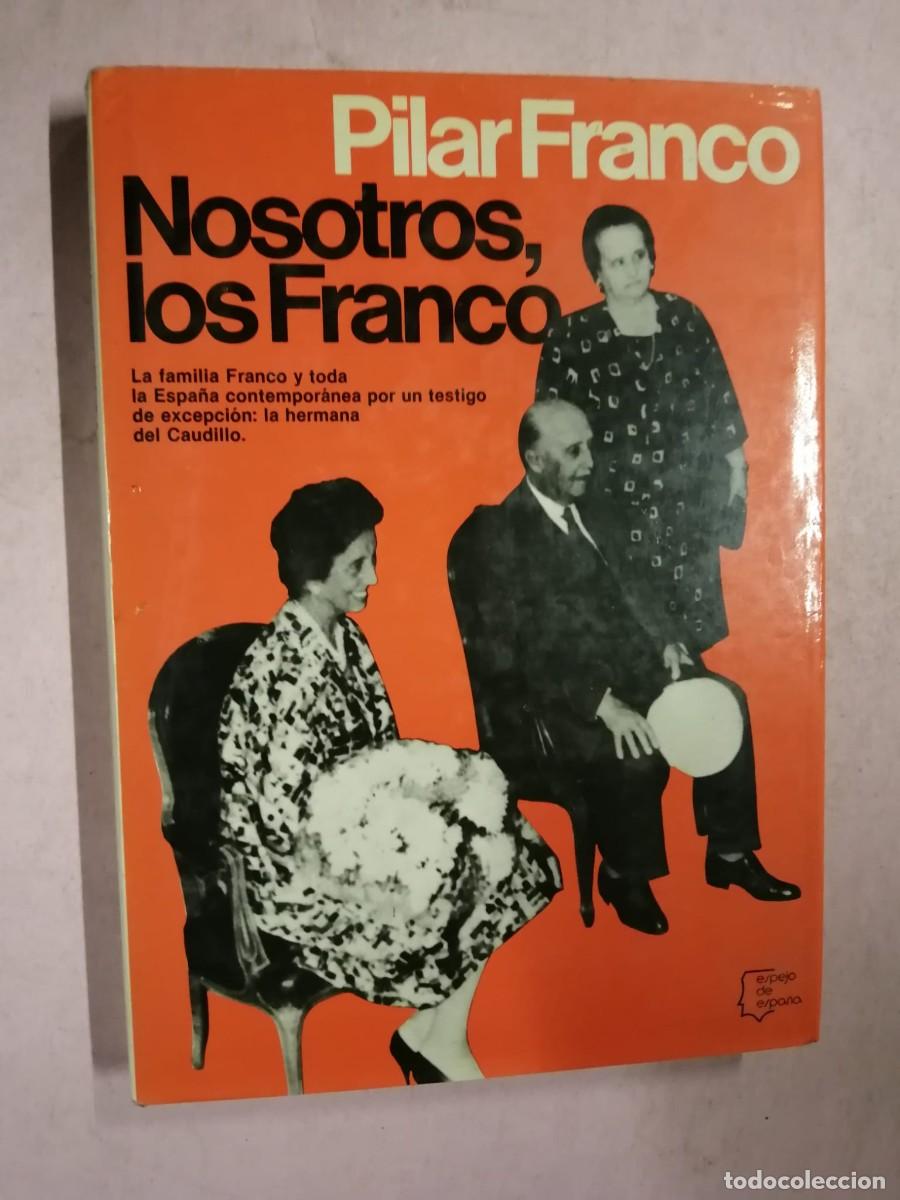 Pilar Franco
Nosotros,
los Franco
La familia Franco y toda
la España contemporánea por un testigo
de excepción: la hermana
del Caudillo.
espejo
de
españa
todocoleccion